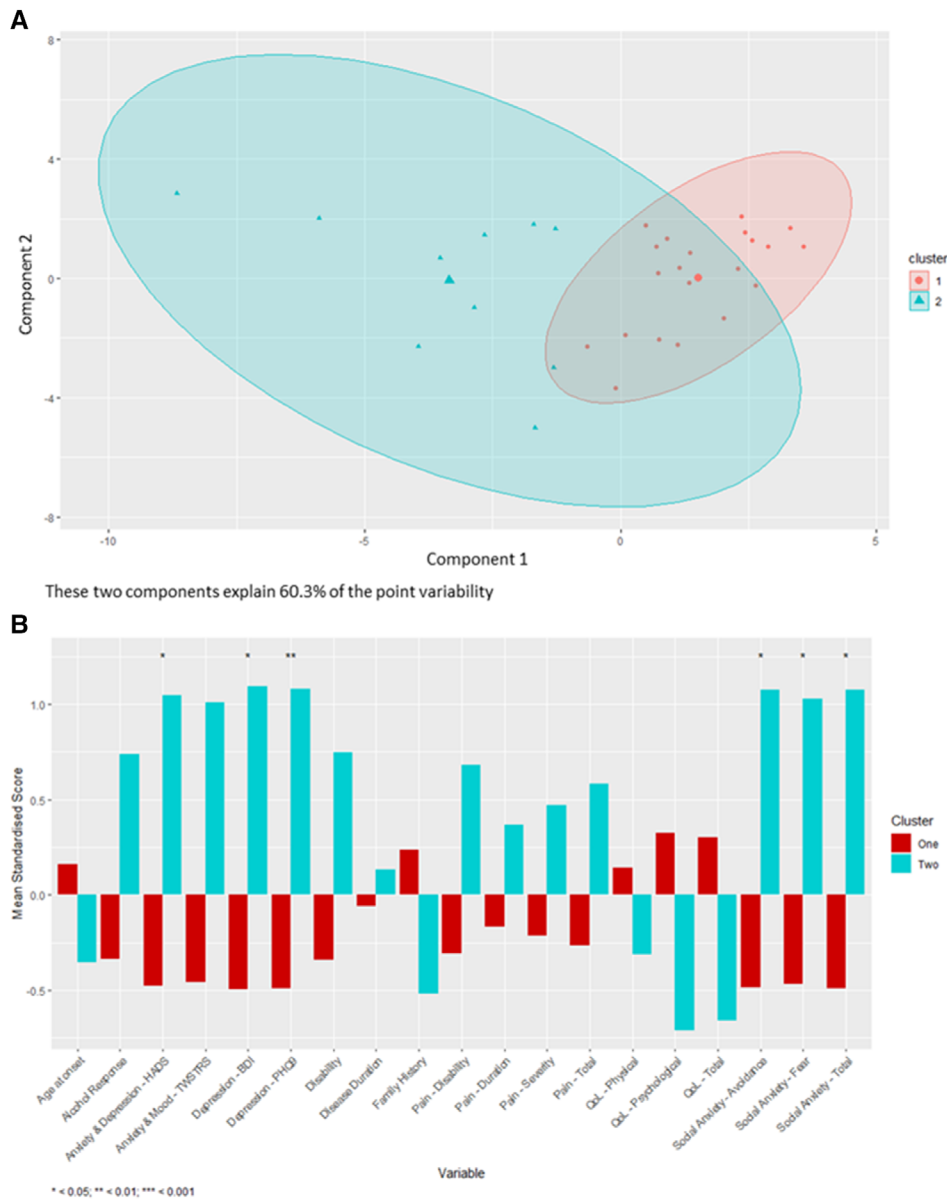 A
8
4
0
-4
-8
Component 2
-10
-5
0
5
Component 1
cluster
1
2
These two components explain 60.3% of the point variability
B
*
*
**
*
*
*
1.0
0.5
0.0
-0.5
Mean Standardised Score
Cluster
One
Two
Age at onset
Alcohol Response
Anxiety & Depression - HADS
Anxiety & Mood - TWSTRS
Depression - BDI
Depression - PHQ9
Disability
Disease Duration
Family History
Pain - Disability
Pain - Duration
Pain - Severity
Pain - Total
QoL - Physical
QoL - Psychological
QoL - Total
Social Anxiety - Avoidance
Social Anxiety - Fear
Social Anxiety - Total
Variable
* < 0.05; ** < 0.01; *** < 0.001